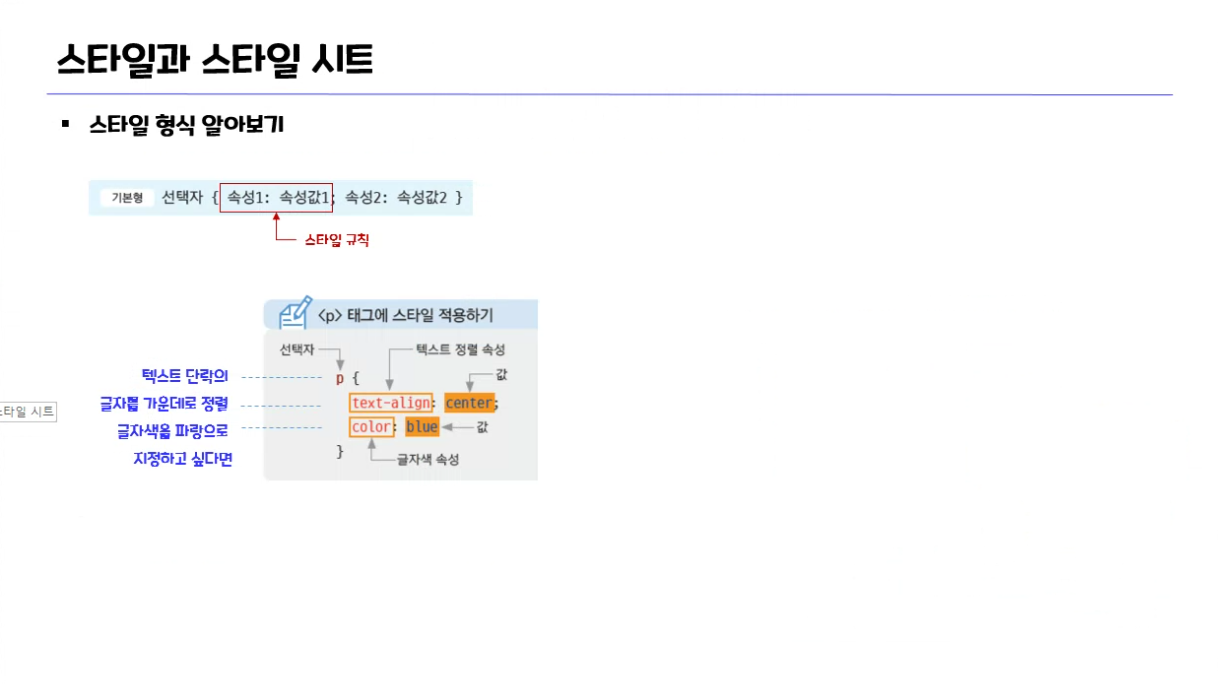 스타일과 스타일 시트
▪ 스타일 형식 알아보기
기본형 선택자 { 속성1: 속성값1; 속성2: 속성값2 }
스타일 규칙
<p> 태그에 스타일 적용하기
선택자
텍스트 정렬 속성
텍스트 단락의
p {
값
글자를 가운데로 정렬
text-align: center;
글자색을 파랑으로
color: blue
값
지정하고 싶다면
}
글자색 속성
스타일 시트